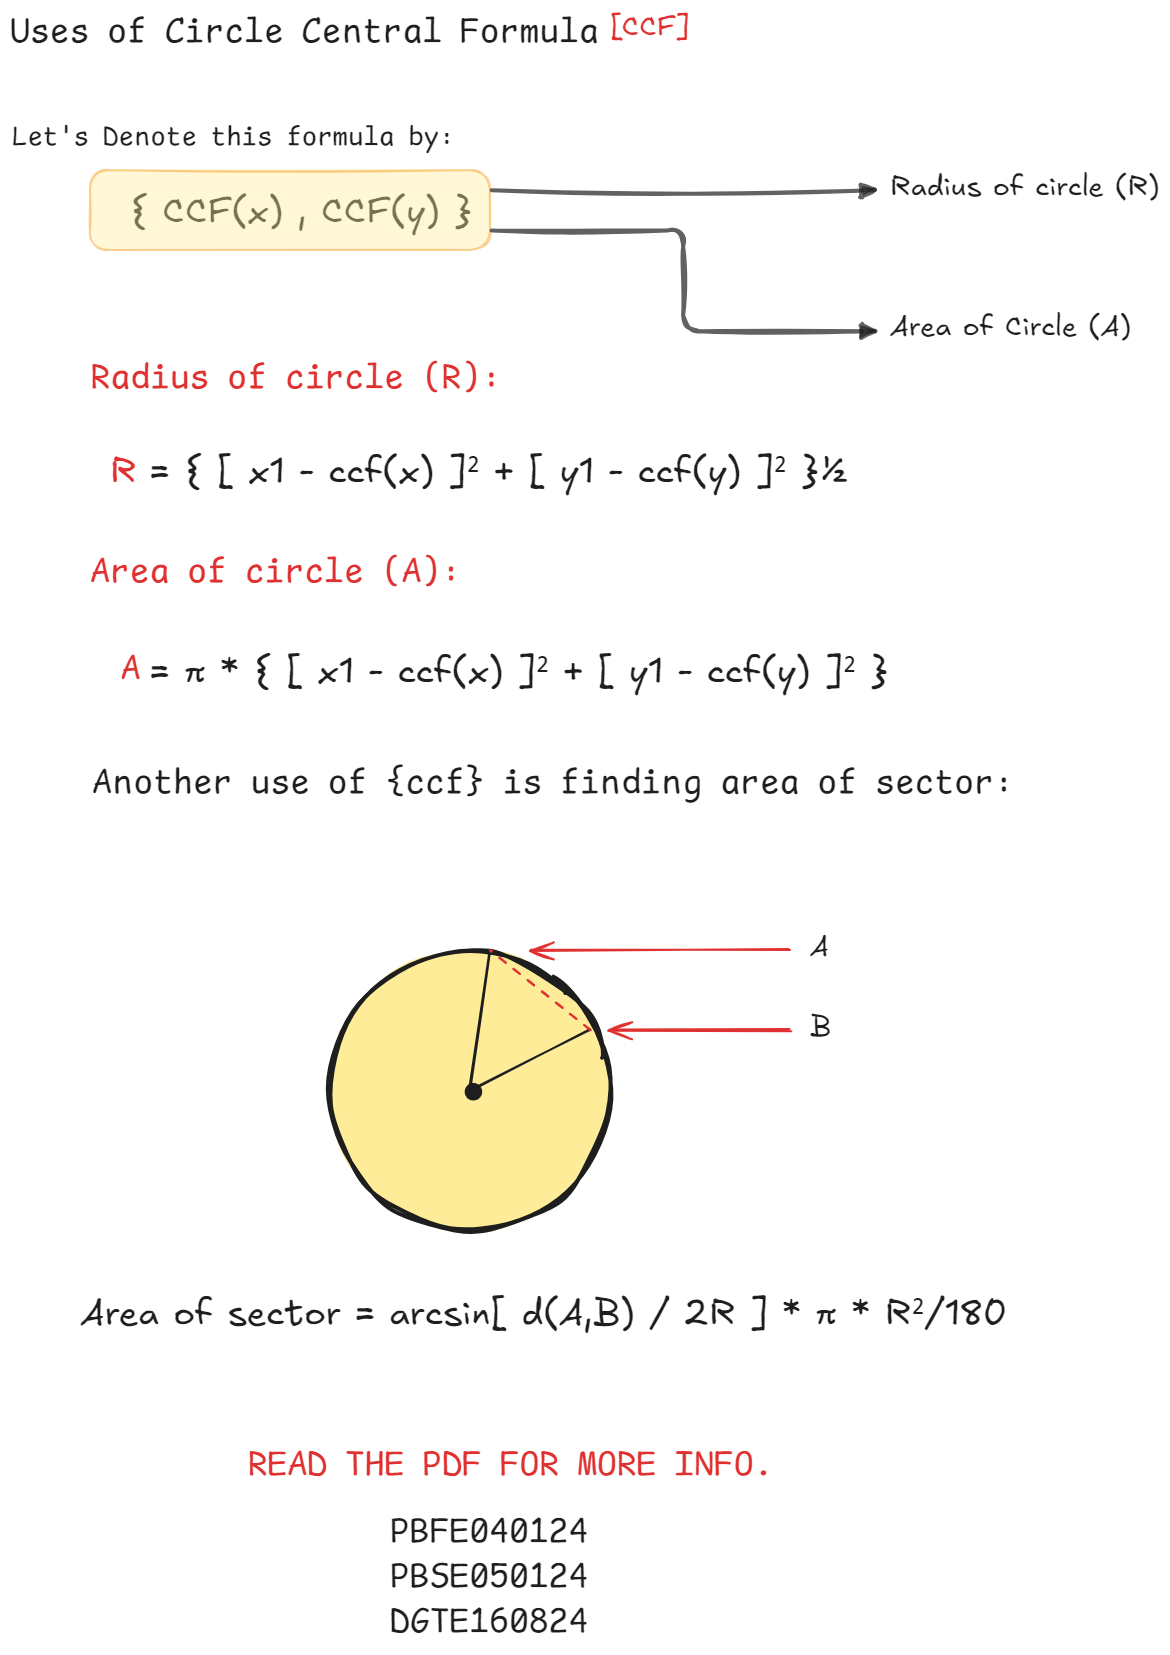 Uses of Circle Central Formula [CCF]
Let's Denote this formula by:
{ CCF(x) , CCF(y) }
Radius of circle (R)
Area of Circle (A)
Radius of circle (R):
R = { [ x1 - ccf(x) ]² + [ y1 - ccf(y) ]² }½
Area of circle (A):
A = π * { [ x1 - ccf(x) ]² + [ y1 - ccf(y) ]² }
Another use of {ccf} is finding area of sector:
A
B
Area of sector = arcsin[ d(A,B) / 2R ] * π * R²/180
READ THE PDF FOR MORE INFO.
PBFE040124
PBSE050124
DGTE160824